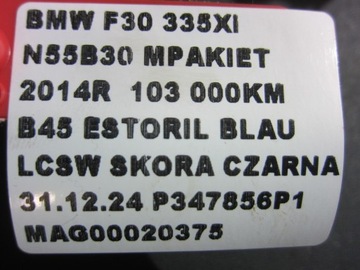 BMW F30 335XI
N55B30 MPAKIET
2014R 103 000KM
B45 ESTORIL BLAU
LCSW SKORA CZARNA
31.12.24 P347856P1
MAG00020375